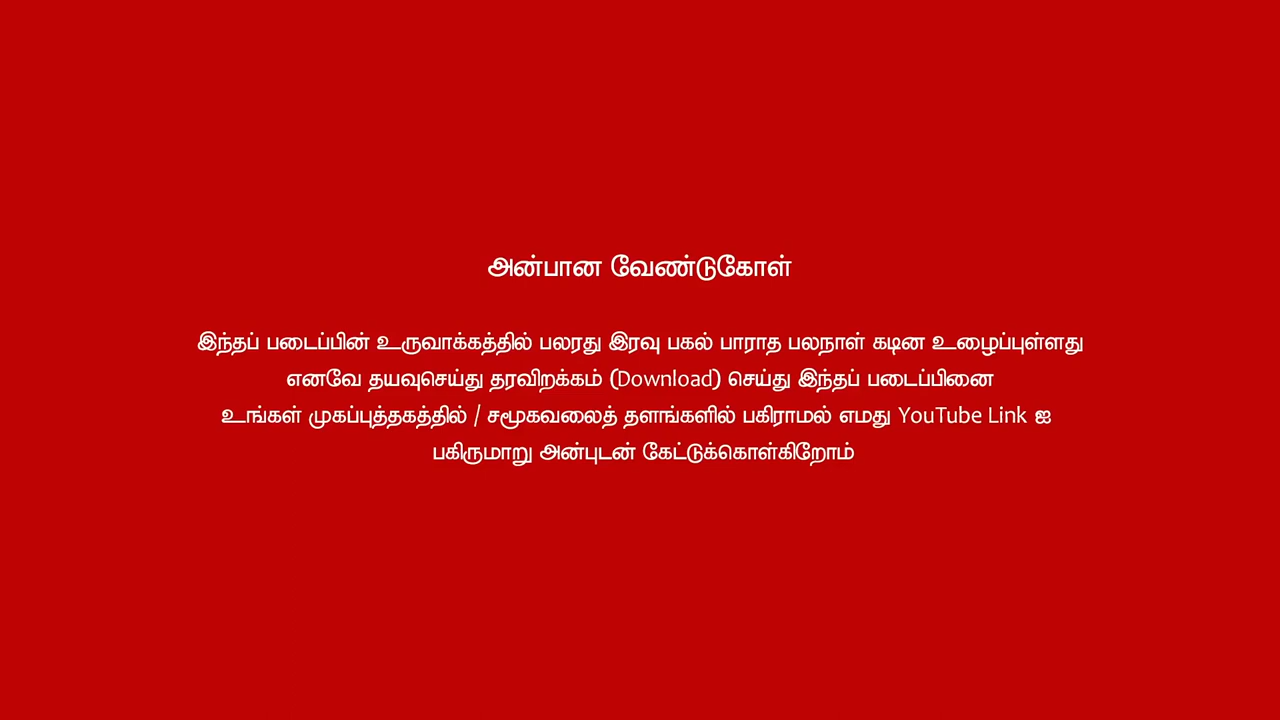 அன்பான வேண்டுகோள்
இந்தப் படைப்பின் உருவாக்கத்தில் பலரது இரவு பகல் பாராத பலநாள் கடின உழைப்புள்ளது
எனவே தயவுசெய்து தரவிறக்கம் (Download) செய்து இந்தப் படைப்பினை
உங்கள் முகப்புத்தகத்தில் / சமூகவலைத் தளங்களில் பகிராமல் எமது YouTube Link ஐ
பகிருமாறு அன்புடன் கேட்டுக்கொள்கிறோம்